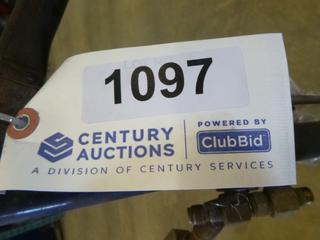 1097
CENTURY
AUCTIONS
POWERED BY
ClubBid
A DIVISION OF CENTURY SERVICES